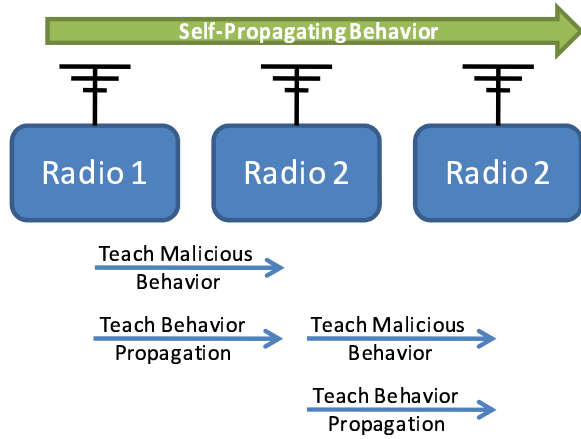 Self-Propagating Behavior
Radio 1
Radio 2
Radio 2
Teach Malicious
Behavior
Teach Behavior
Propagation
Teach Malicious
Behavior
Teach Behavior
Propagation